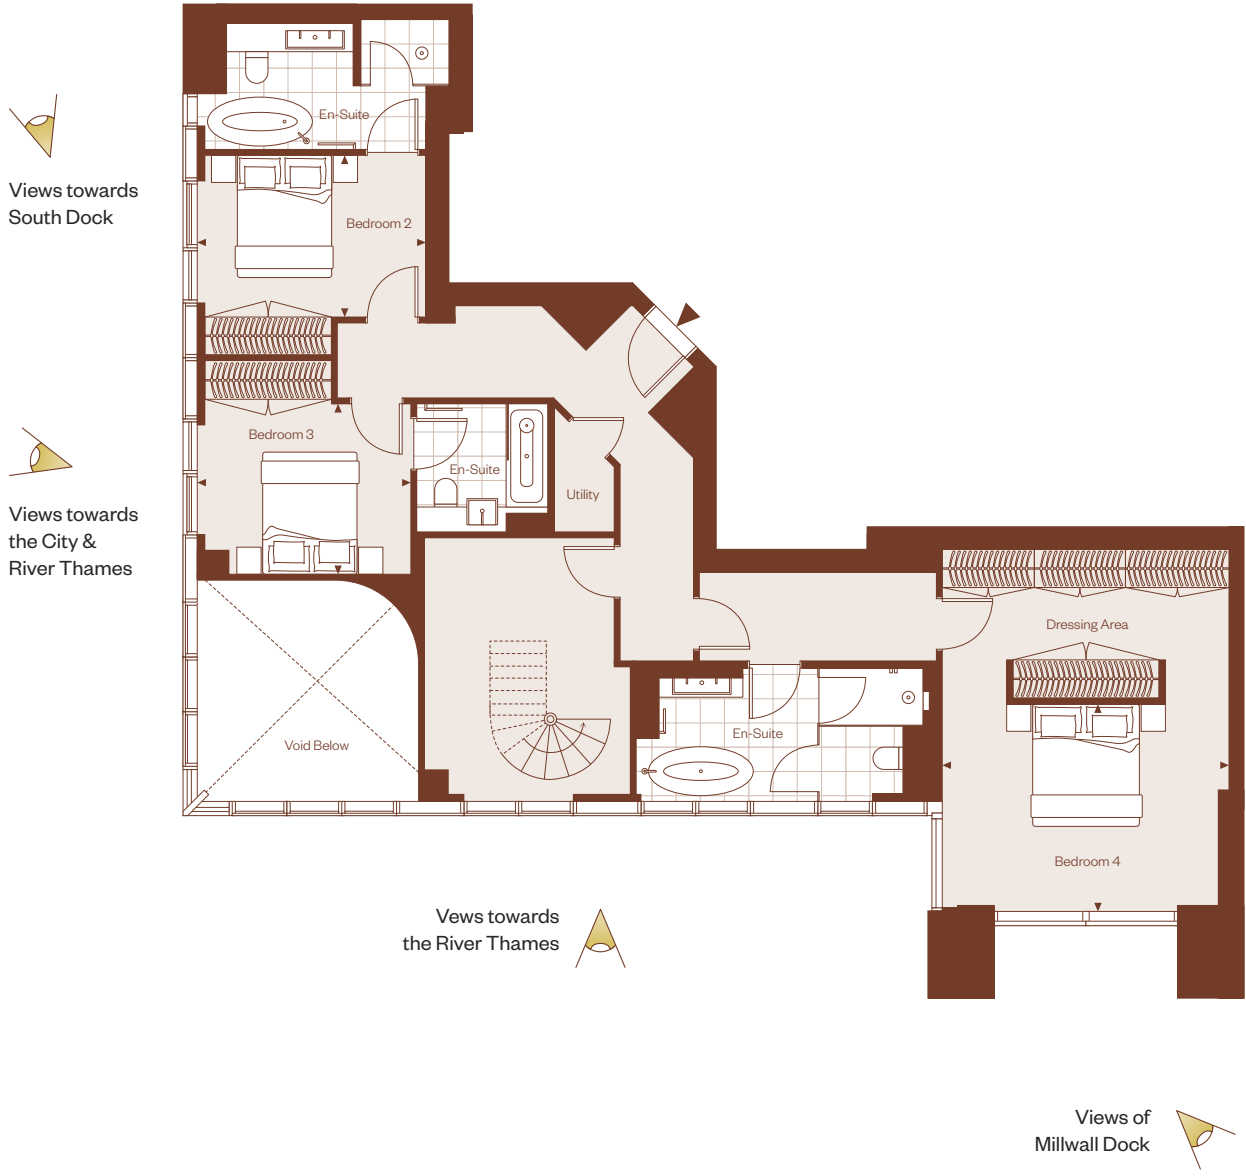 En-Suite
Views towards
South Dock
Bedroom 2
Bedroom 3
En-Suite
Utility
Views towards
the City &
River Thames
Dressing Area
Void Below
En-Suite
Bedroom 4
Vews towards
the River Thames
Views of
Millwall Dock